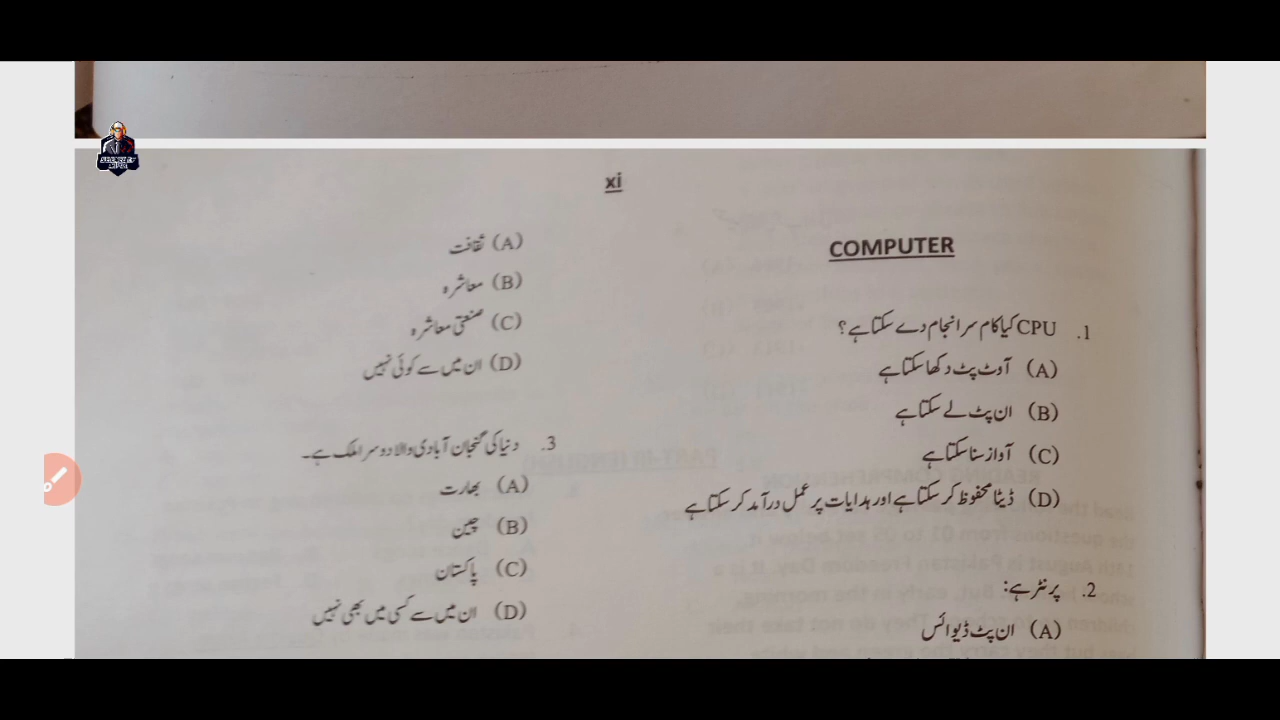 xi
COMPUTER
1. CPU کیا کام سرانجام دے سکتا ہے؟
(A) آوٹ پٹ دکھا سکتا ہے
(B) ان پٹ لے سکتا ہے
(C) آواز سنا سکتا ہے
(D) ڈیٹا محفوظ کر سکتا ہے اور ہدایات پر عمل درآمد کر سکتا ہے
2. پرنٹر ہے:
(A) ان پٹ ڈیوائس
(A) ثقافت
(B) معاشرہ
(C) صنعتی معاشرہ
(D) ان میں سے کوئی نہیں
3. دنیا کی گنجان آبادی والا دوسرا ملک ہے۔
(A) بھارت
(B) چین
(C) پاکستان
(D) ان میں سے کسی میں بھی نہیں